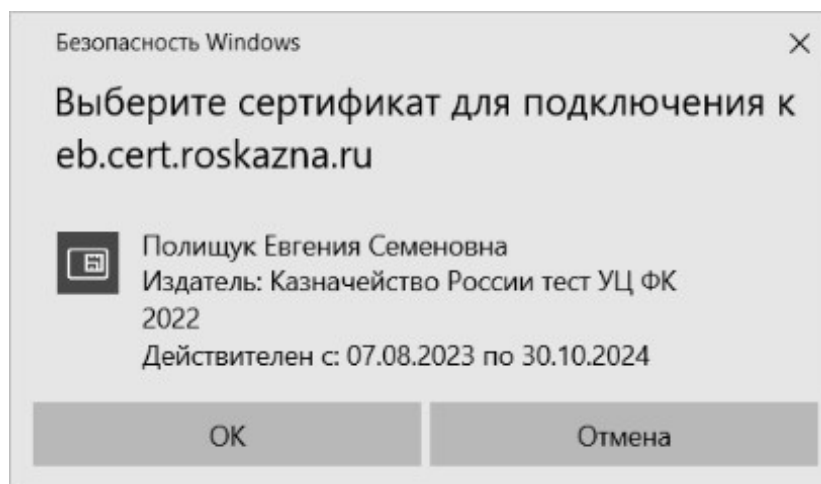 Безопасность Windows
Выберите сертификат для подключения к
eb.cert.roskazna.ru
Полищук Евгения Семеновна
Издатель: Казначейство России тест УЦ ФК
2022
Действителен с: 07.08.2023 по 30.10.2024
ОК
Отмена